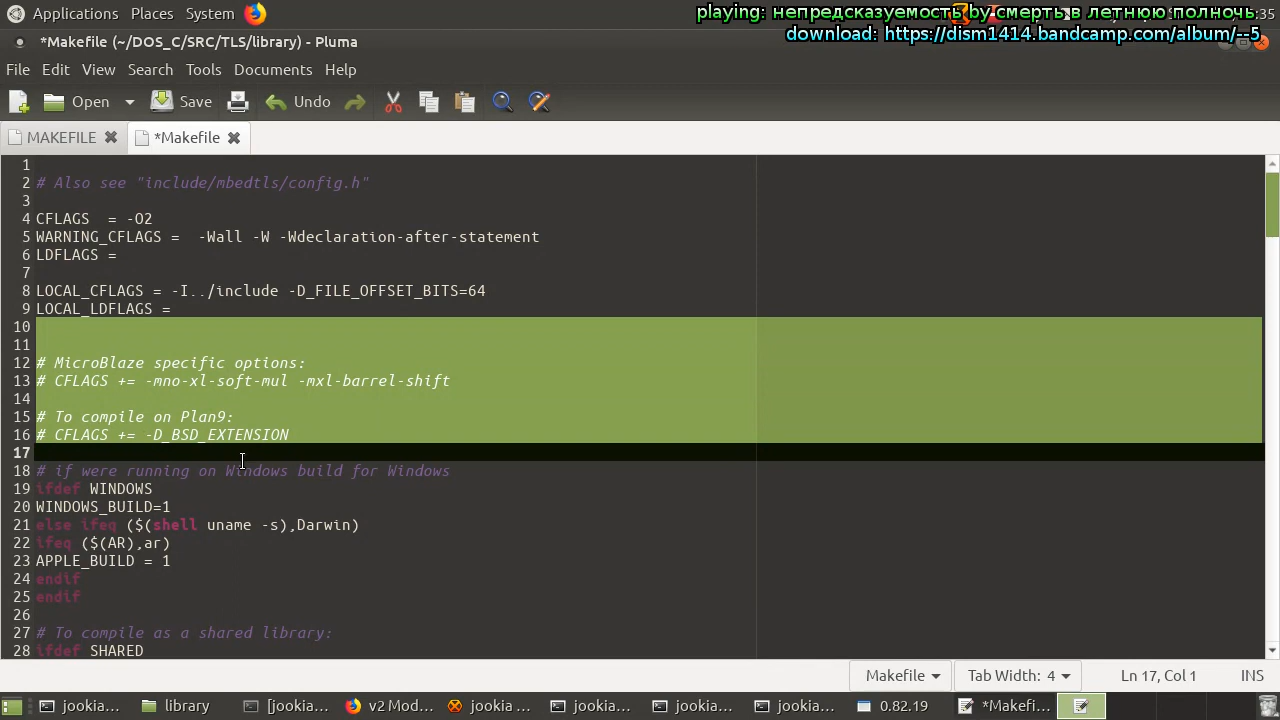 Applications Places System
playing: непредсказуемость by смерть в летнюю полночь
:35
download: https://dism1414.bandcamp.com/album/--5
*Makefile (~/DOS_C/SRC/TLS/library) - Pluma
File Edit View Search Tools Documents Help
Open Save Undo
MAKEFILE *Makefile
1
2 # Also see "include/mbedtls/config.h"
3
4 CFLAGS  = -O2
5 WARNING_CFLAGS =  -Wall -W -Wdeclaration-after-statement
6 LDFLAGS =
7
8 LOCAL_CFLAGS = -I../include -D_FILE_OFFSET_BITS=64
9 LOCAL_LDFLAGS =
10
11
12 # MicroBlaze specific options:
13 # CFLAGS += -mno-xl-soft-mul -mxl-barrel-shift
14
15 # To compile on Plan9:
16 # CFLAGS += -D_BSD_EXTENSION
17
18 # if were running on Windows build for Windows
19 ifdef WINDOWS
20 WINDOWS_BUILD=1
21 else ifeq ($(shell uname -s),Darwin)
22 ifeq ($(AR),ar)
23 APPLE_BUILD = 1
24 endif
25 endif
26
27 # To compile as a shared library:
28 ifdef SHARED
Makefile Tab Width: 4 Ln 17, Col 1 INS
jookia... library [jookia... v2 Mod... jookia ... jookia... jookia... jookia... 0.82.19 *Makefi...